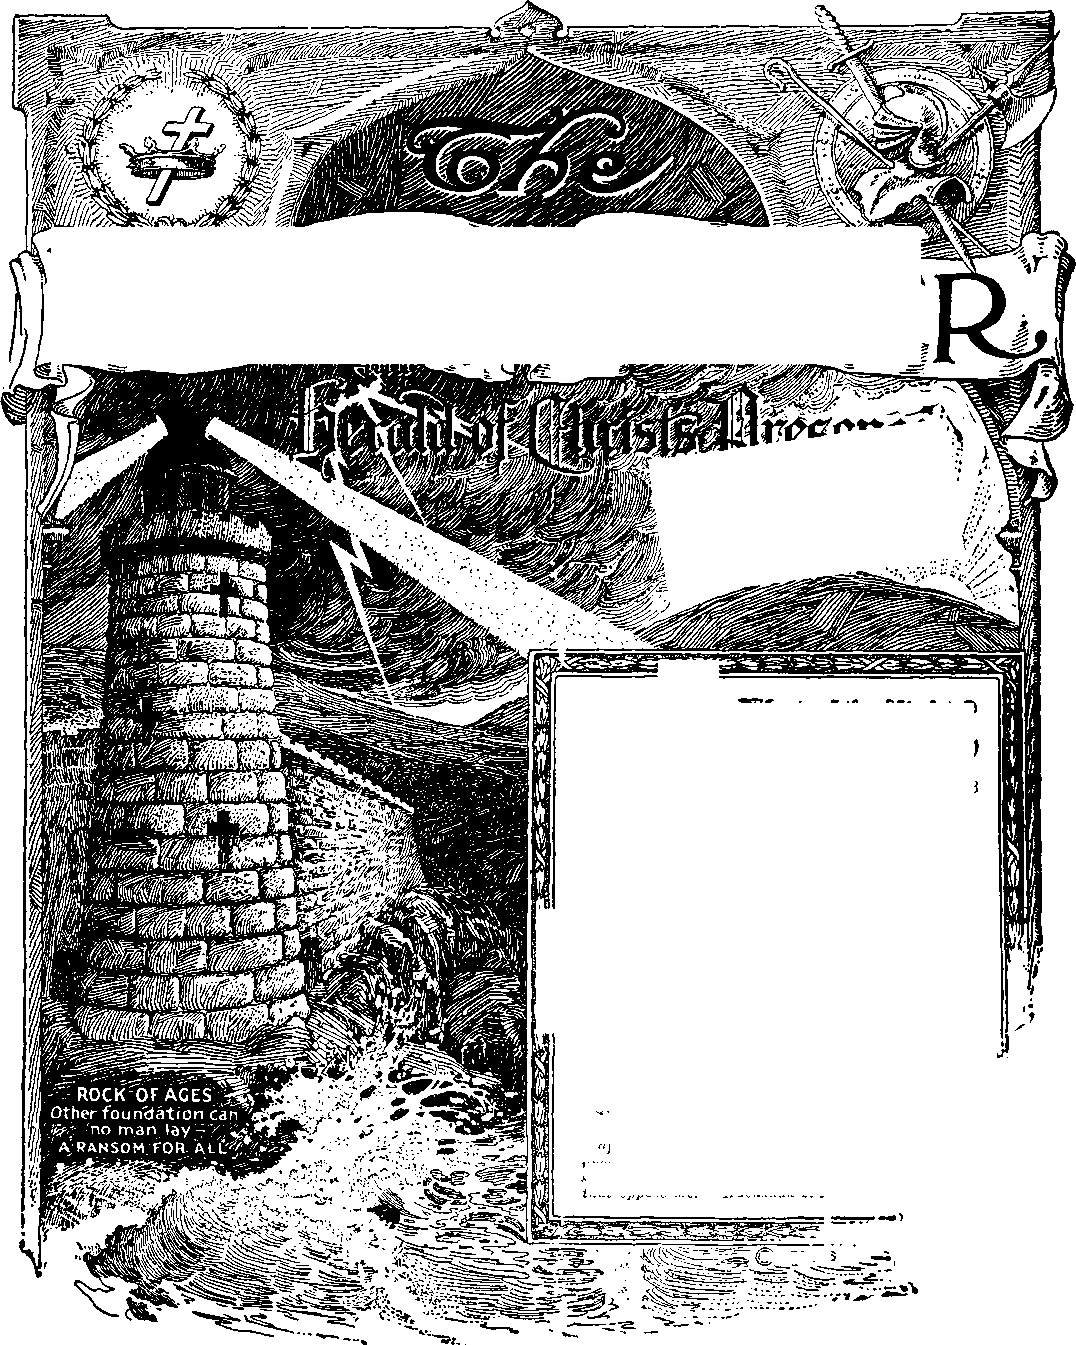 The
R.
Herald of Christ's Presence
ROCK OF AGES
Other foundation can
no man lay —
A RANSOM FOR ALL